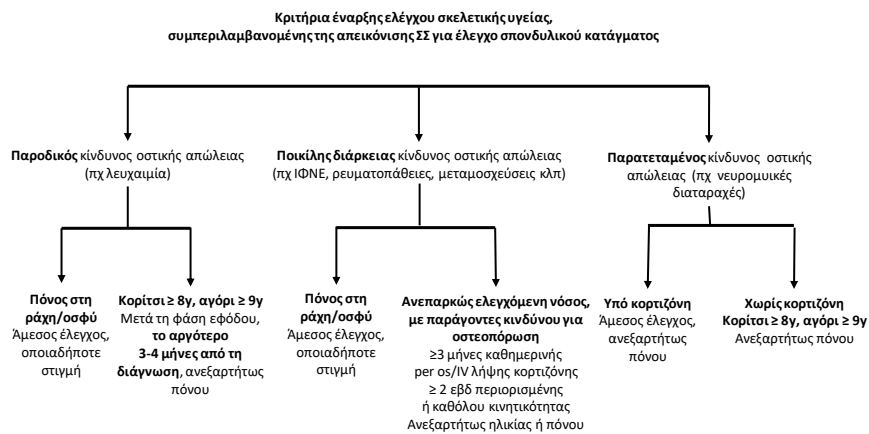 Κριτήρια έναρξης ελέγχου σκελετικής υγείας,
συμπεριλαμβανομένης της απεικόνισης ΣΣ για έλεγχο σπονδυλικού κατάγματος
Παροδικός κίνδυνος οστικής απώλειας
(πχ λευχαιμία)
Ποικίλης διάρκειας κίνδυνος οστικής απώλειας
(πχ ΙΦΝΕ, ρευματοπάθειες, μεταμοσχεύσεις κλπ)
Παρατεταμένος κίνδυνος οστικής
απώλειας (πχ νευρομυικές
διαταραχές)
Πόνος στη
ράχη/οσφύ
Άμεσος έλεγχος,
οποιαδήποτε
στιγμή
Κορίτσι ≥ 8y, αγόρι ≥ 9y
Μετά τη φάση εφόδου,
το αργότερο
3-4 μήνες από τη
διάγνωση, ανεξαρτήτως
πόνου
Πόνος στη
ράχη/οσφύ
Άμεσος έλεγχος,
οποιαδήποτε
στιγμή
Ανεπαρκώς ελεγχόμενη νόσος,
με παράγοντες κινδύνου για
οστεοπόρωση
≥3 μήνες καθημερινής
per os/IV λήψης κορτιζόνης
≥ 2 εβδ περιορισμένης
ή καθόλου κινητικότητας
Ανεξαρτήτως ηλικίας ή πόνου
Υπό κορτιζόνη
Άμεσος έλεγχος,
ανεξαρτήτως
πόνου
Χωρίς κορτιζόνη
Κορίτσι ≥ 8y, αγόρι ≥ 9y
Ανεξαρτήτως πόνου